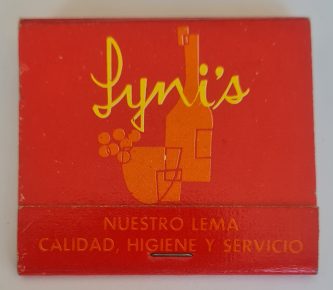 Lyni's
NUESTRO LEMA
CALIDAD, HIGIENE Y SERVICIO